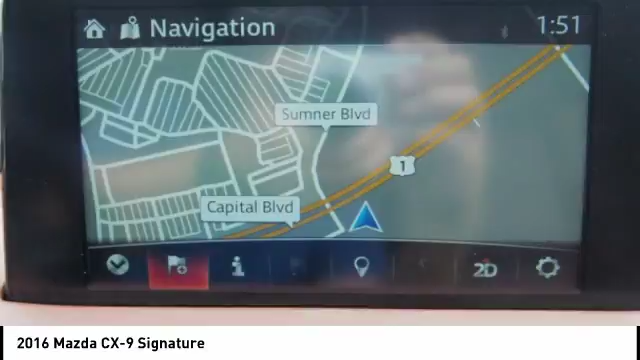 Navigation 1:51
Sumner Blvd
1
Capital Blvd
2D
2016 Mazda CX-9 Signature